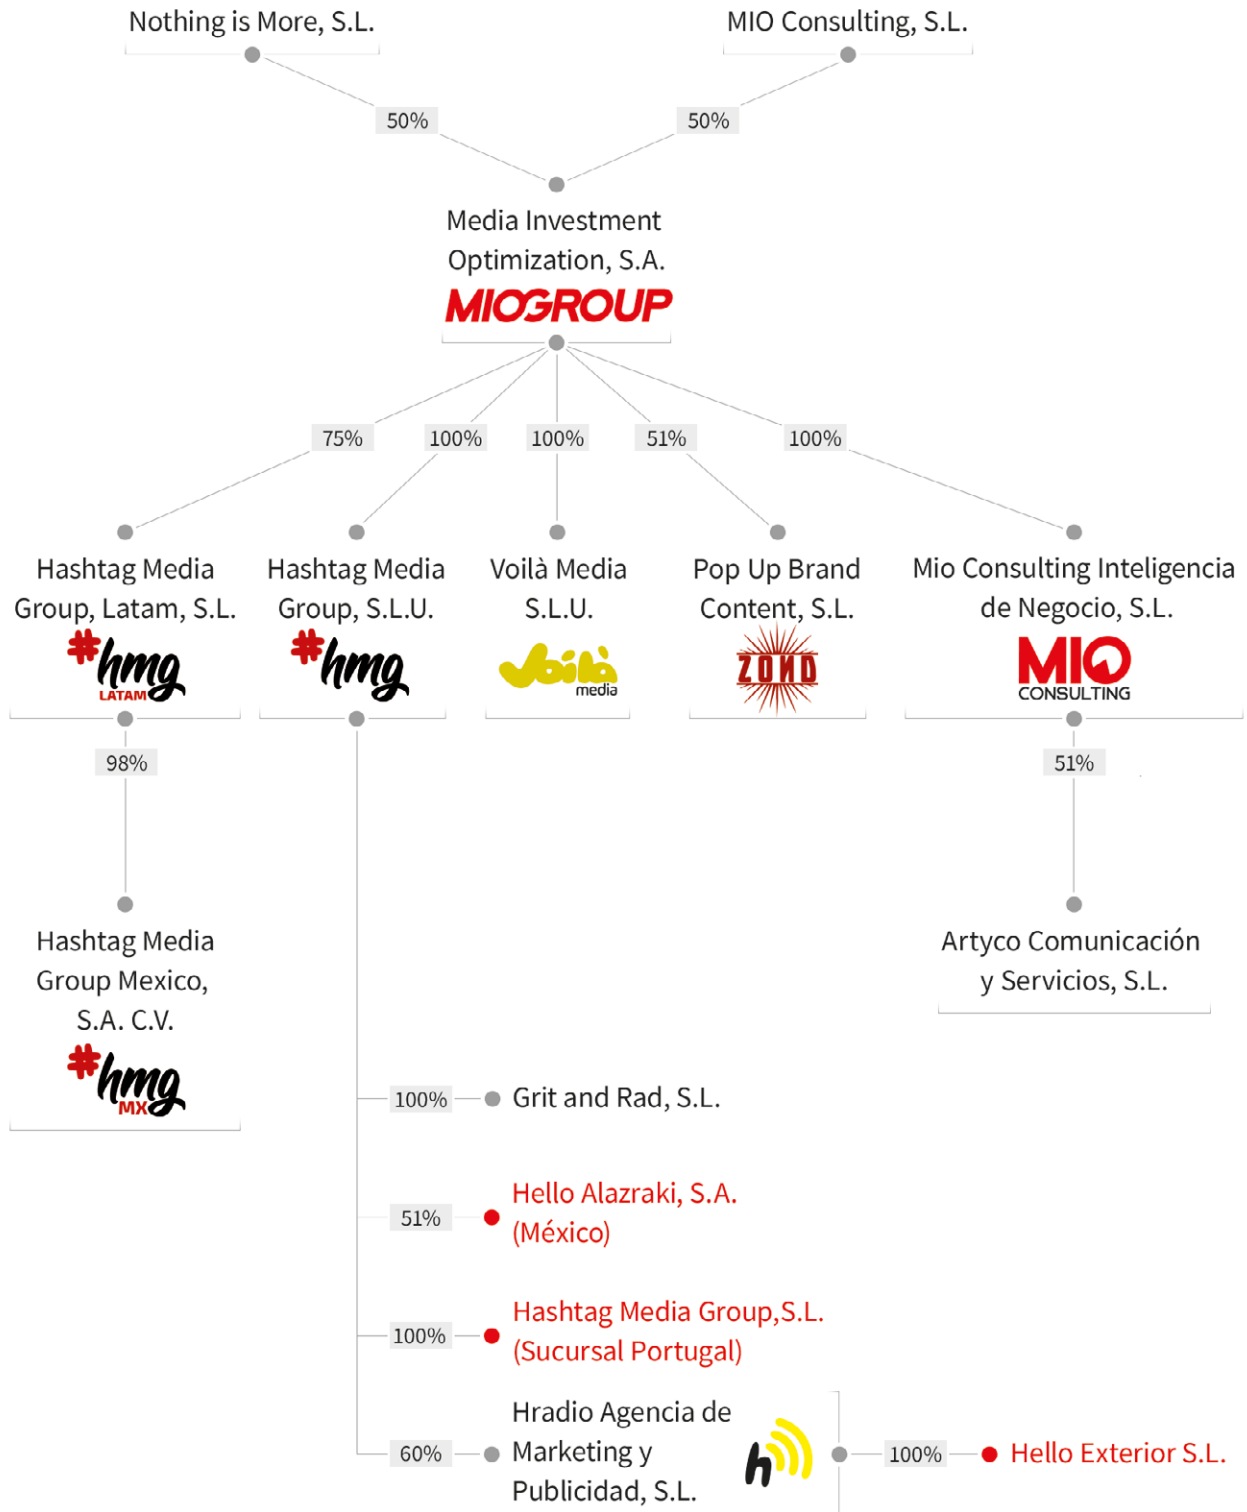 Nothing is More, S.L.
MIO Consulting, S.L.
50%
50%
Media Investment
Optimization, S.A.
MIOGROUP
75%
100%
100%
51%
100%
Hashtag Media
Group, Latam, S.L.
#hmg
LATAM
Hashtag Media
Group, S.L.U.
#hmg
Voilà Media
S.L.U.
Voilà
media
Pop Up Brand
Content, S.L.
ZOND
Mio Consulting Inteligencia
de Negocio, S.L.
MIO
CONSULTING
98%
51%
Hashtag Media
Group Mexico,
S.A. C.V.
#hmg
MX
Artyco Comunicación
y Servicios, S.L.
100%
Grit and Rad, S.L.
51%
Hello Alazraki, S.A.
(México)
100%
Hashtag Media Group,S.L.
(Sucursal Portugal)
60%
Hradio Agencia de
Marketing y
Publicidad, S.L.
h
100%
Hello Exterior S.L.